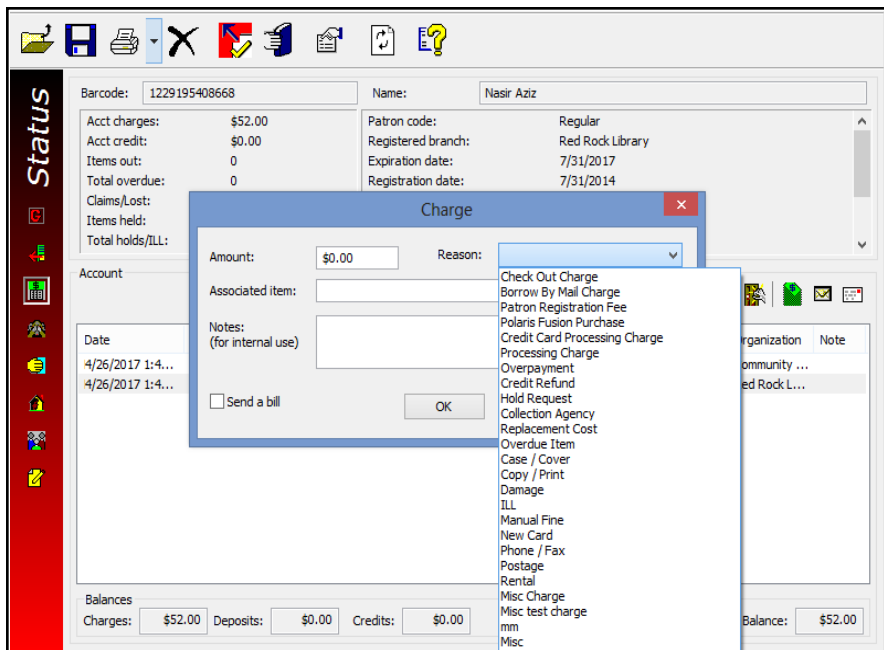 Status
Barcode: 1229195408668 Name: Nasir Aziz
Acct charges: $52.00 Patron code: Regular
Acct credit: $0.00 Registered branch: Red Rock Library
Items out: 0 Expiration date: 7/31/2017
Total overdue: 0 Registration date: 7/31/2014
Claims/Lost:
Items held:
Total holds/ILL:
Charge
Amount: $0.00 Reason:
Associated item:
Notes:
(for internal use)
Send a bill
OK
Check Out Charge
Borrow By Mail Charge
Patron Registration Fee
Polaris Fusion Purchase
Credit Card Processing Charge
Processing Charge
Overpayment
Credit Refund
Hold Request
Collection Agency
Replacement Cost
Overdue Item
Case / Cover
Copy / Print
Damage
ILL
Manual Fine
New Card
Phone / Fax
Postage
Rental
Misc Charge
Misc test charge
mm
Misc
Account
Date rganization Note
4/26/2017 1:4... ommunity ...
4/26/2017 1:4... ed Rock L...
Balances
Charges: $52.00 Deposits: $0.00 Credits: $0.00 Balance: $52.00